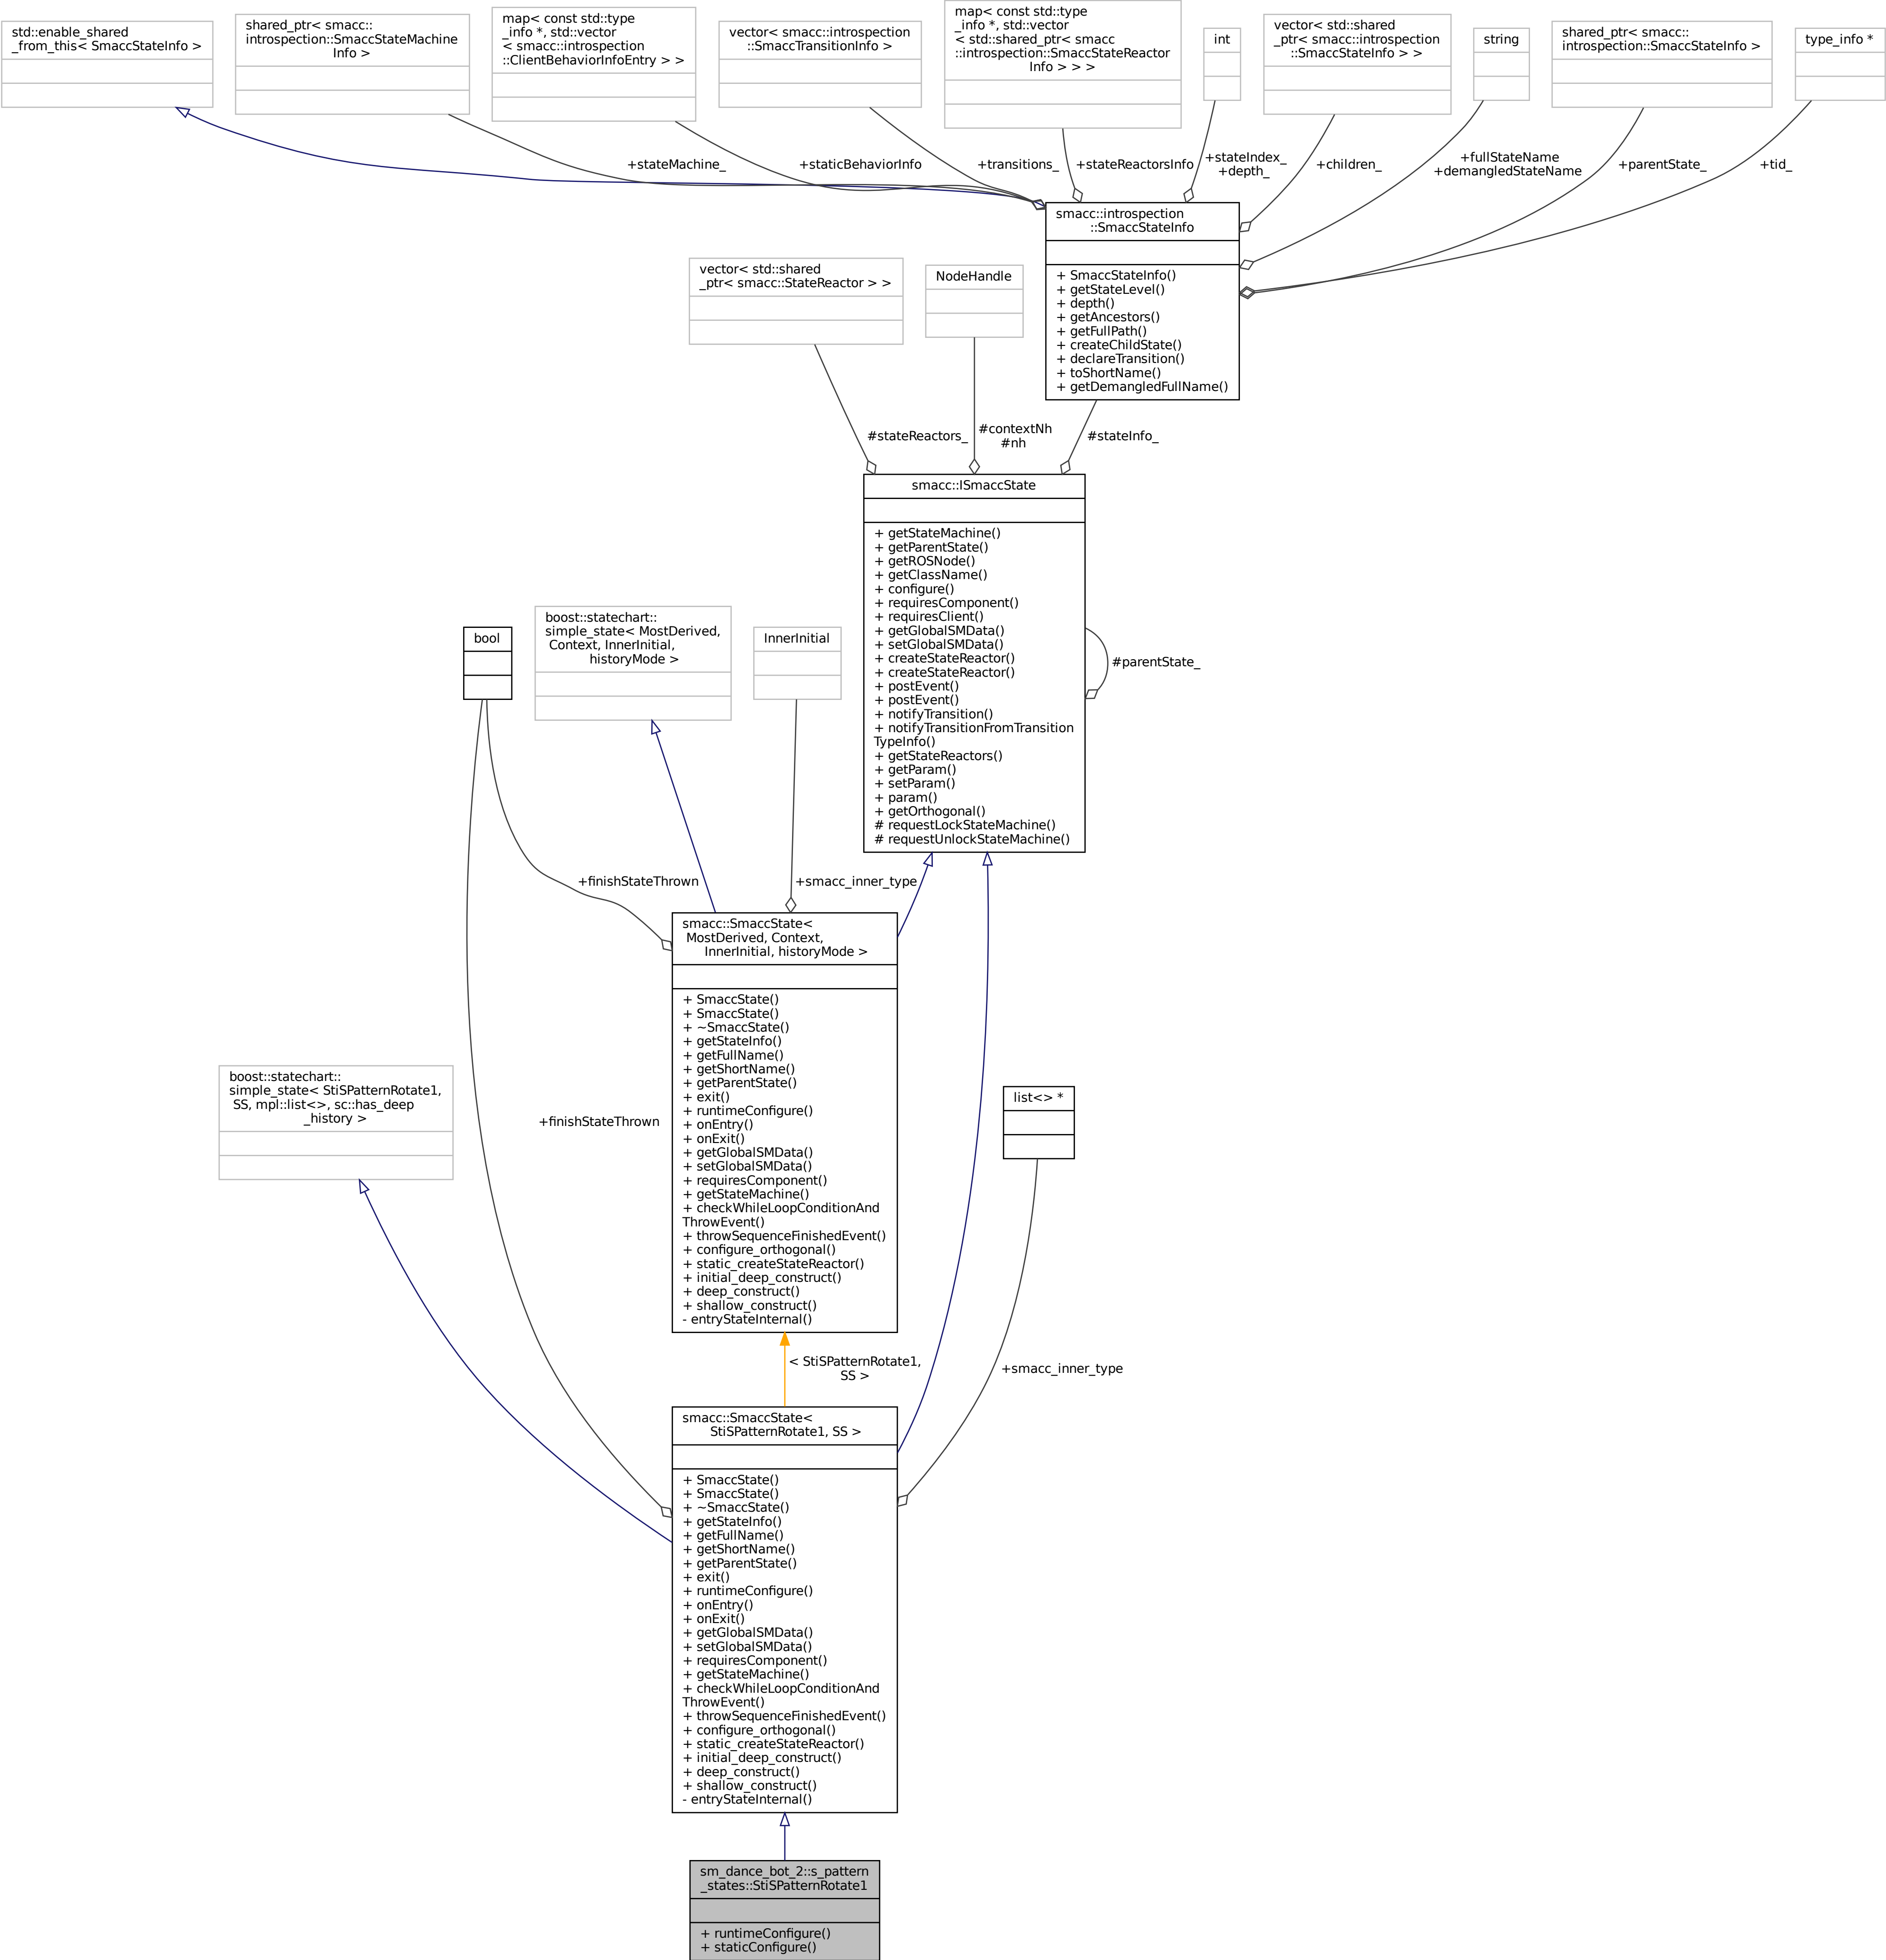 std::enable_shared
_from_this< SmaccStateInfo >
shared_ptr< smacc::
introspection::SmaccStateMachine
Info >
map< const std::type
_info *, std::vector
< smacc::introspection
::ClientBehaviorInfoEntry > >
vector< smacc::introspection
::SmaccTransitionInfo >
map< const std::type
_info *, std::vector
< std::shared_ptr< smacc
::introspection::SmaccStateReactor
Info > > >
int
vector< std::shared
_ptr< smacc::introspection
::SmaccStateInfo > >
string
shared_ptr< smacc::
introspection::SmaccStateInfo >
type_info *
+stateMachine_
+staticBehaviorInfo
+transitions_
+stateReactorsInfo
+stateIndex_
+depth_
+children_
+fullStateName
+demangledStateName
+parentState_
+tid_
smacc::introspection
::SmaccStateInfo
+ SmaccStateInfo()
+ getStateLevel()
+ depth()
+ getAncestors()
+ getFullPath()
+ createChildState()
+ declareTransition()
+ toShortName()
+ getDemangledFullName()
vector< std::shared
_ptr< smacc::StateReactor > >
NodeHandle
#stateReactors_
#contextNh
#nh
#stateInfo_
smacc::ISmaccState
+ getStateMachine()
+ getParentState()
+ getROSNode()
+ getClassName()
+ configure()
+ requiresComponent()
+ requiresClient()
+ getGlobalSMData()
+ setGlobalSMData()
+ createStateReactor()
+ createStateReactor()
+ postEvent()
+ postEvent()
+ notifyTransition()
+ notifyTransitionFromTransition
TypeInfo()
+ getStateReactors()
+ getParam()
+ setParam()
+ param()
+ getOrthogonal()
# requestLockStateMachine()
# requestUnlockStateMachine()
#parentState_
bool
boost::statechart::
simple_state< MostDerived,
Context, InnerInitial,
historyMode >
InnerInitial
+finishStateThrown
+smacc_inner_type
smacc::SmaccState<
MostDerived, Context,
InnerInitial, historyMode >
+ SmaccState()
+ SmaccState()
+ ~SmaccState()
+ getStateInfo()
+ getFullName()
+ getShortName()
+ getParentState()
+ exit()
+ runtimeConfigure()
+ onEntry()
+ onExit()
+ getGlobalSMData()
+ setGlobalSMData()
+ requiresComponent()
+ getStateMachine()
+ checkWhileLoopConditionAnd
ThrowEvent()
+ throwSequenceFinishedEvent()
+ configure_orthogonal()
+ static_createStateReactor()
+ initial_deep_construct()
+ deep_construct()
+ shallow_construct()
- entryStateInternal()
boost::statechart::
simple_state< StiSPatternRotate1,
SS, mpl::list<>, sc::has_deep
_history >
+finishStateThrown
list<> *
< StiSPatternRotate1,
SS >
+smacc_inner_type
smacc::SmaccState<
StiSPatternRotate1, SS >
+ SmaccState()
+ SmaccState()
+ ~SmaccState()
+ getStateInfo()
+ getFullName()
+ getShortName()
+ getParentState()
+ exit()
+ runtimeConfigure()
+ onEntry()
+ onExit()
+ getGlobalSMData()
+ setGlobalSMData()
+ requiresComponent()
+ getStateMachine()
+ checkWhileLoopConditionAnd
ThrowEvent()
+ throwSequenceFinishedEvent()
+ configure_orthogonal()
+ static_createStateReactor()
+ initial_deep_construct()
+ deep_construct()
+ shallow_construct()
- entryStateInternal()
sm_dance_bot_2::s_pattern
_states::StiSPatternRotate1
+ runtimeConfigure()
+ staticConfigure()